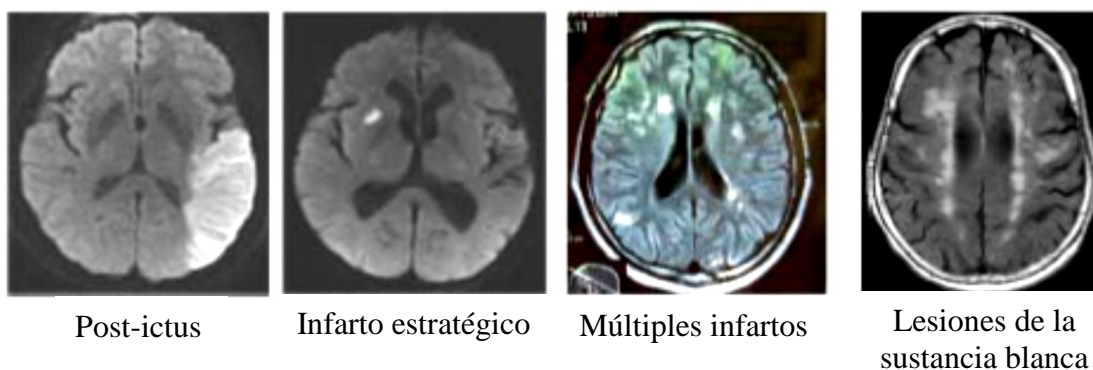 Post-ictus
Infarto estratégico
Múltiples infartos
Lesiones de la
sustancia blanca